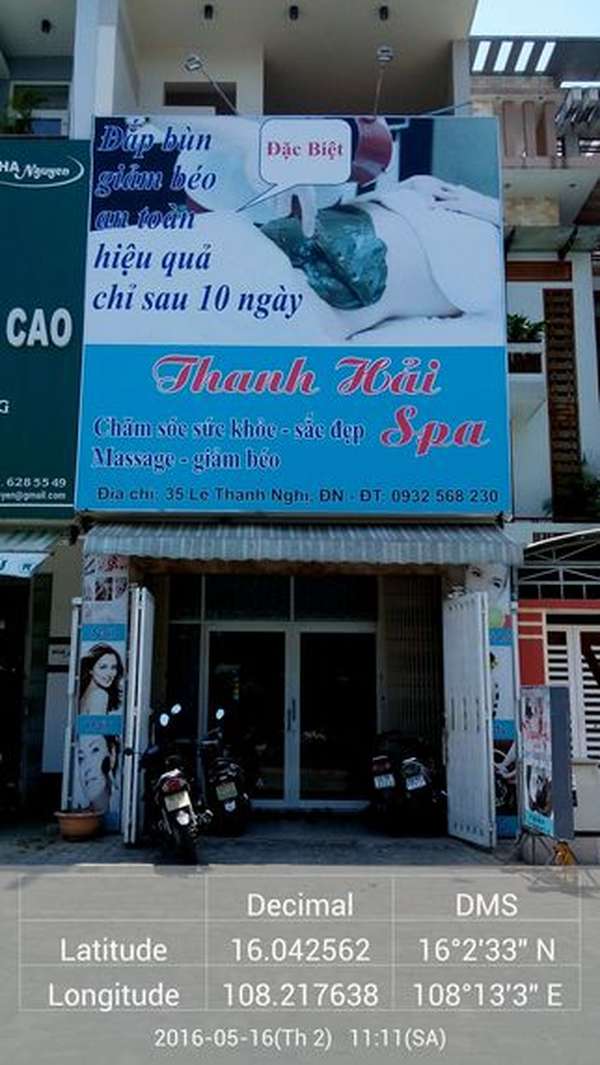 Đắp bùn
giảm béo
an toàn
hiệu quả
chỉ sau 10 ngày
Đặc Biệt
Thanh Hải
Spa
Chăm sóc sức khỏe - sắc đẹp
Massage - giảm béo
Địa chỉ: 35 Lê Thanh Nghị, ĐN - ĐT: 0932 568 230
HA Nguyen
CAO
G
. 628 55 49
yen@gmail.com
Decimal DMS
Latitude 16.042562 16°2'33" N
Longitude 108.217638 108°13'3" E
2016-05-16(Th 2) 11:11(SA)